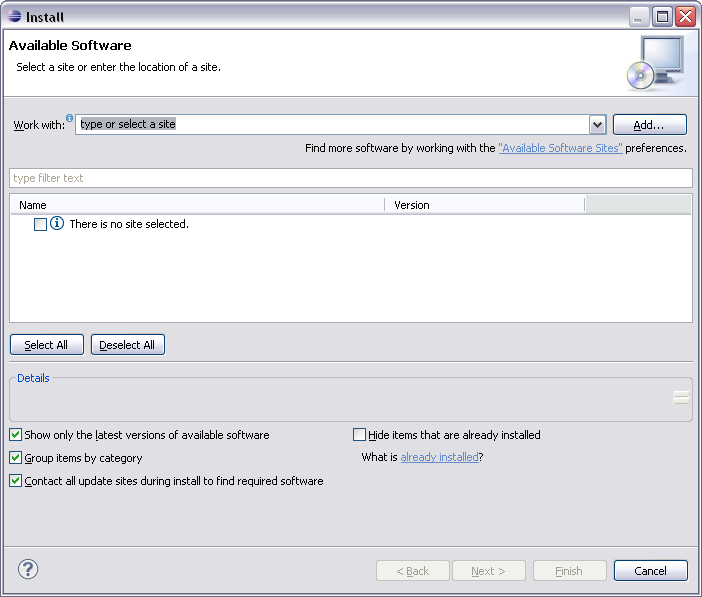 Install
Available Software
Select a site or enter the location of a site.
Work with: type or select a site Add...
Find more software by working with the "Available Software Sites" preferences.
type filter text
Name Version
There is no site selected.
Select All Deselect All
Details
Show only the latest versions of available software Hide items that are already installed
Group items by category What is already installed?
Contact all update sites during install to find required software
? < Back Next > Finish Cancel